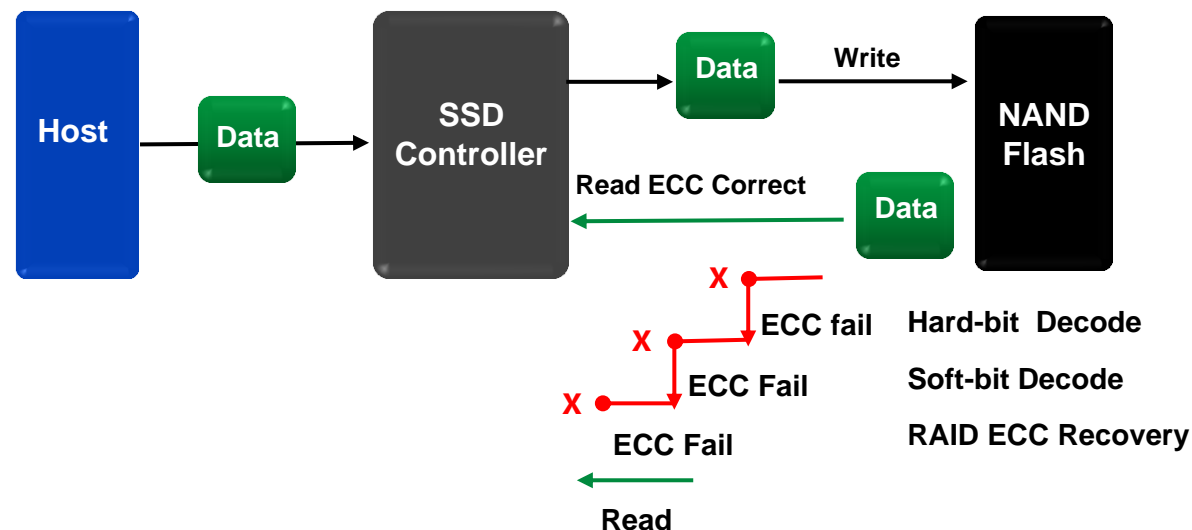 Host
Data
SSD
Controller
Data
Write
NAND
Flash
Read ECC Correct
Data
X
ECC fail
Hard-bit  Decode
X
ECC Fail
Soft-bit Decode
X
ECC Fail
RAID ECC Recovery
Read